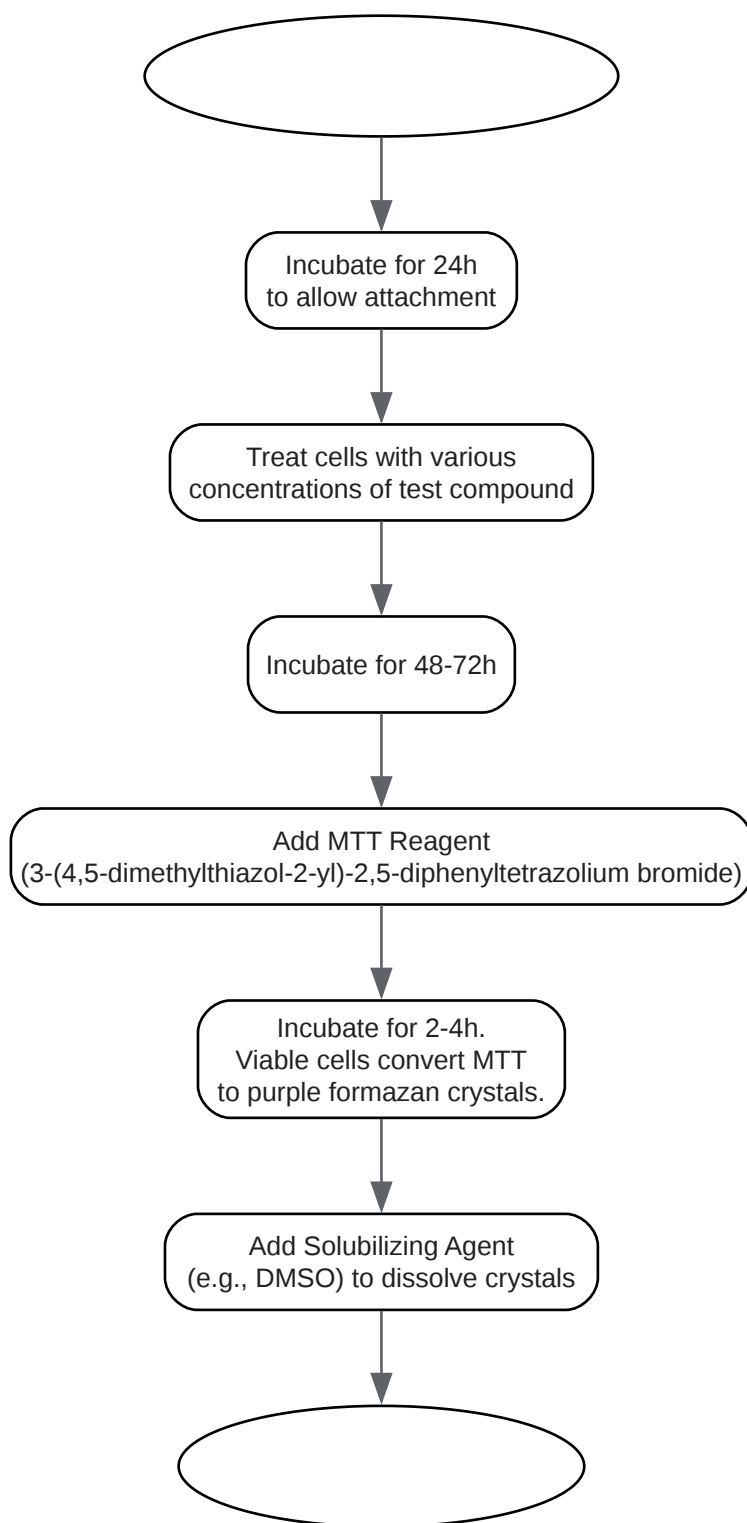 Incubate for 24h
to allow attachment
Treat cells with various
concentrations of test compound
Incubate for 48-72h
Add MTT Reagent
(3-(4,5-dimethylthiazol-2-yl)-2,5-diphenyltetrazolium bromide)
Incubate for 2-4h.
Viable cells convert MTT
to purple formazan crystals.
Add Solubilizing Agent
(e.g., DMSO) to dissolve crystals